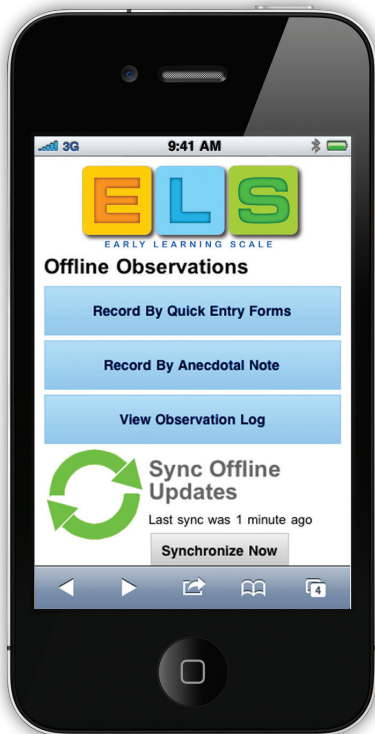 3G 9:41 AM
ELS
EARLY LEARNING SCALE
Offline Observations
Record By Quick Entry Forms
Record By Anecdotal Note
View Observation Log
Sync Offline
Updates
Last sync was 1 minute ago
Synchronize Now
4